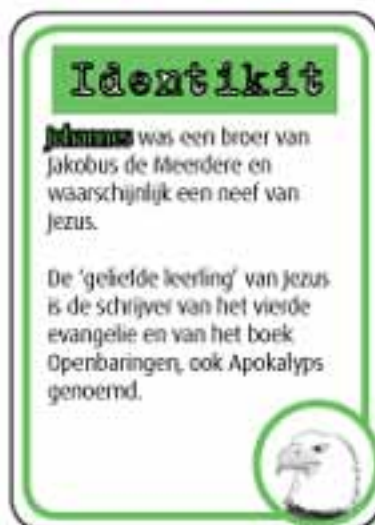 Identikit
Johannes was een broer van
Jakobus de Meerdere en
waarschijnlijk een neef van
Jezus.
De 'geliefde leerling' van Jezus
is de schrijver van het vierde
evangelie en van het boek
Openbaringen, ook Apokalyps
genoemd.